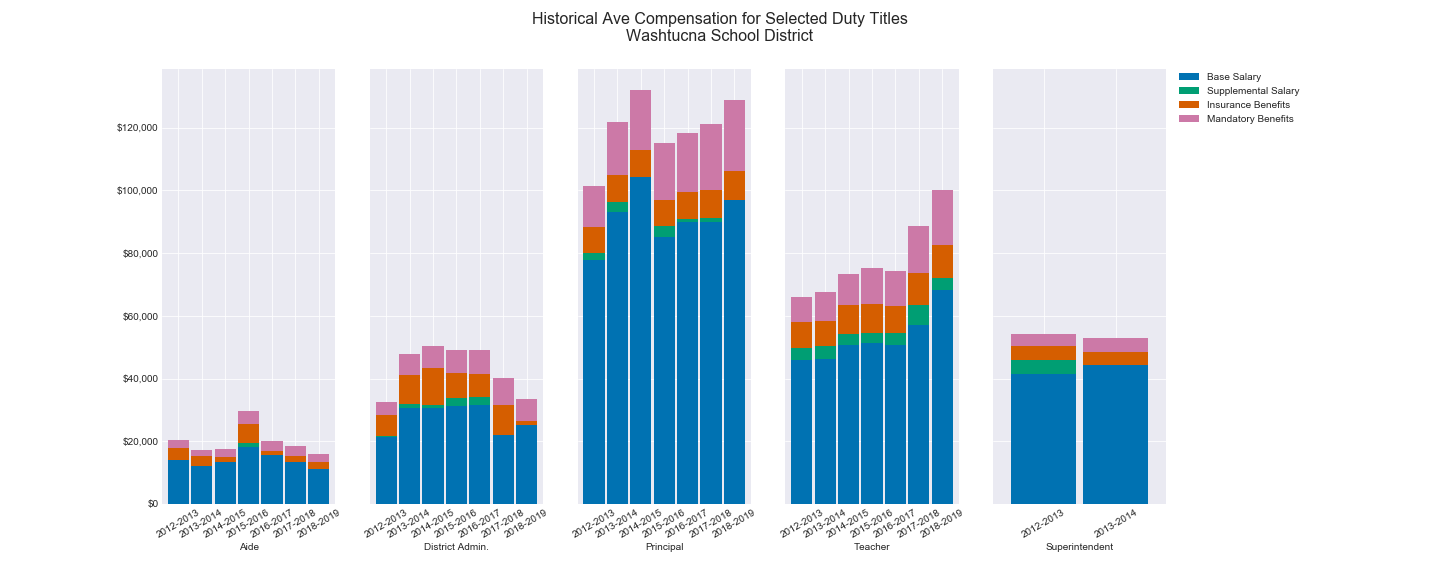 Historical Ave Compensation for Selected Duty Titles
Washtucna School District
Base Salary
Supplemental Salary
Insurance Benefits
Mandatory Benefits
$120,000
$100,000
$80,000
$60,000
$40,000
$20,000
$0
2012-2013 2013-2014 2014-2015 2015-2016 2016-2017 2017-2018 2018-2019
Aide
2012-2013 2013-2014 2014-2015 2015-2016 2016-2017 2017-2018 2018-2019
District Admin.
2012-2013 2013-2014 2014-2015 2015-2016 2016-2017 2017-2018 2018-2019
Principal
2012-2013 2013-2014 2014-2015 2015-2016 2016-2017 2017-2018 2018-2019
Teacher
2012-2013 2013-2014
Superintendent